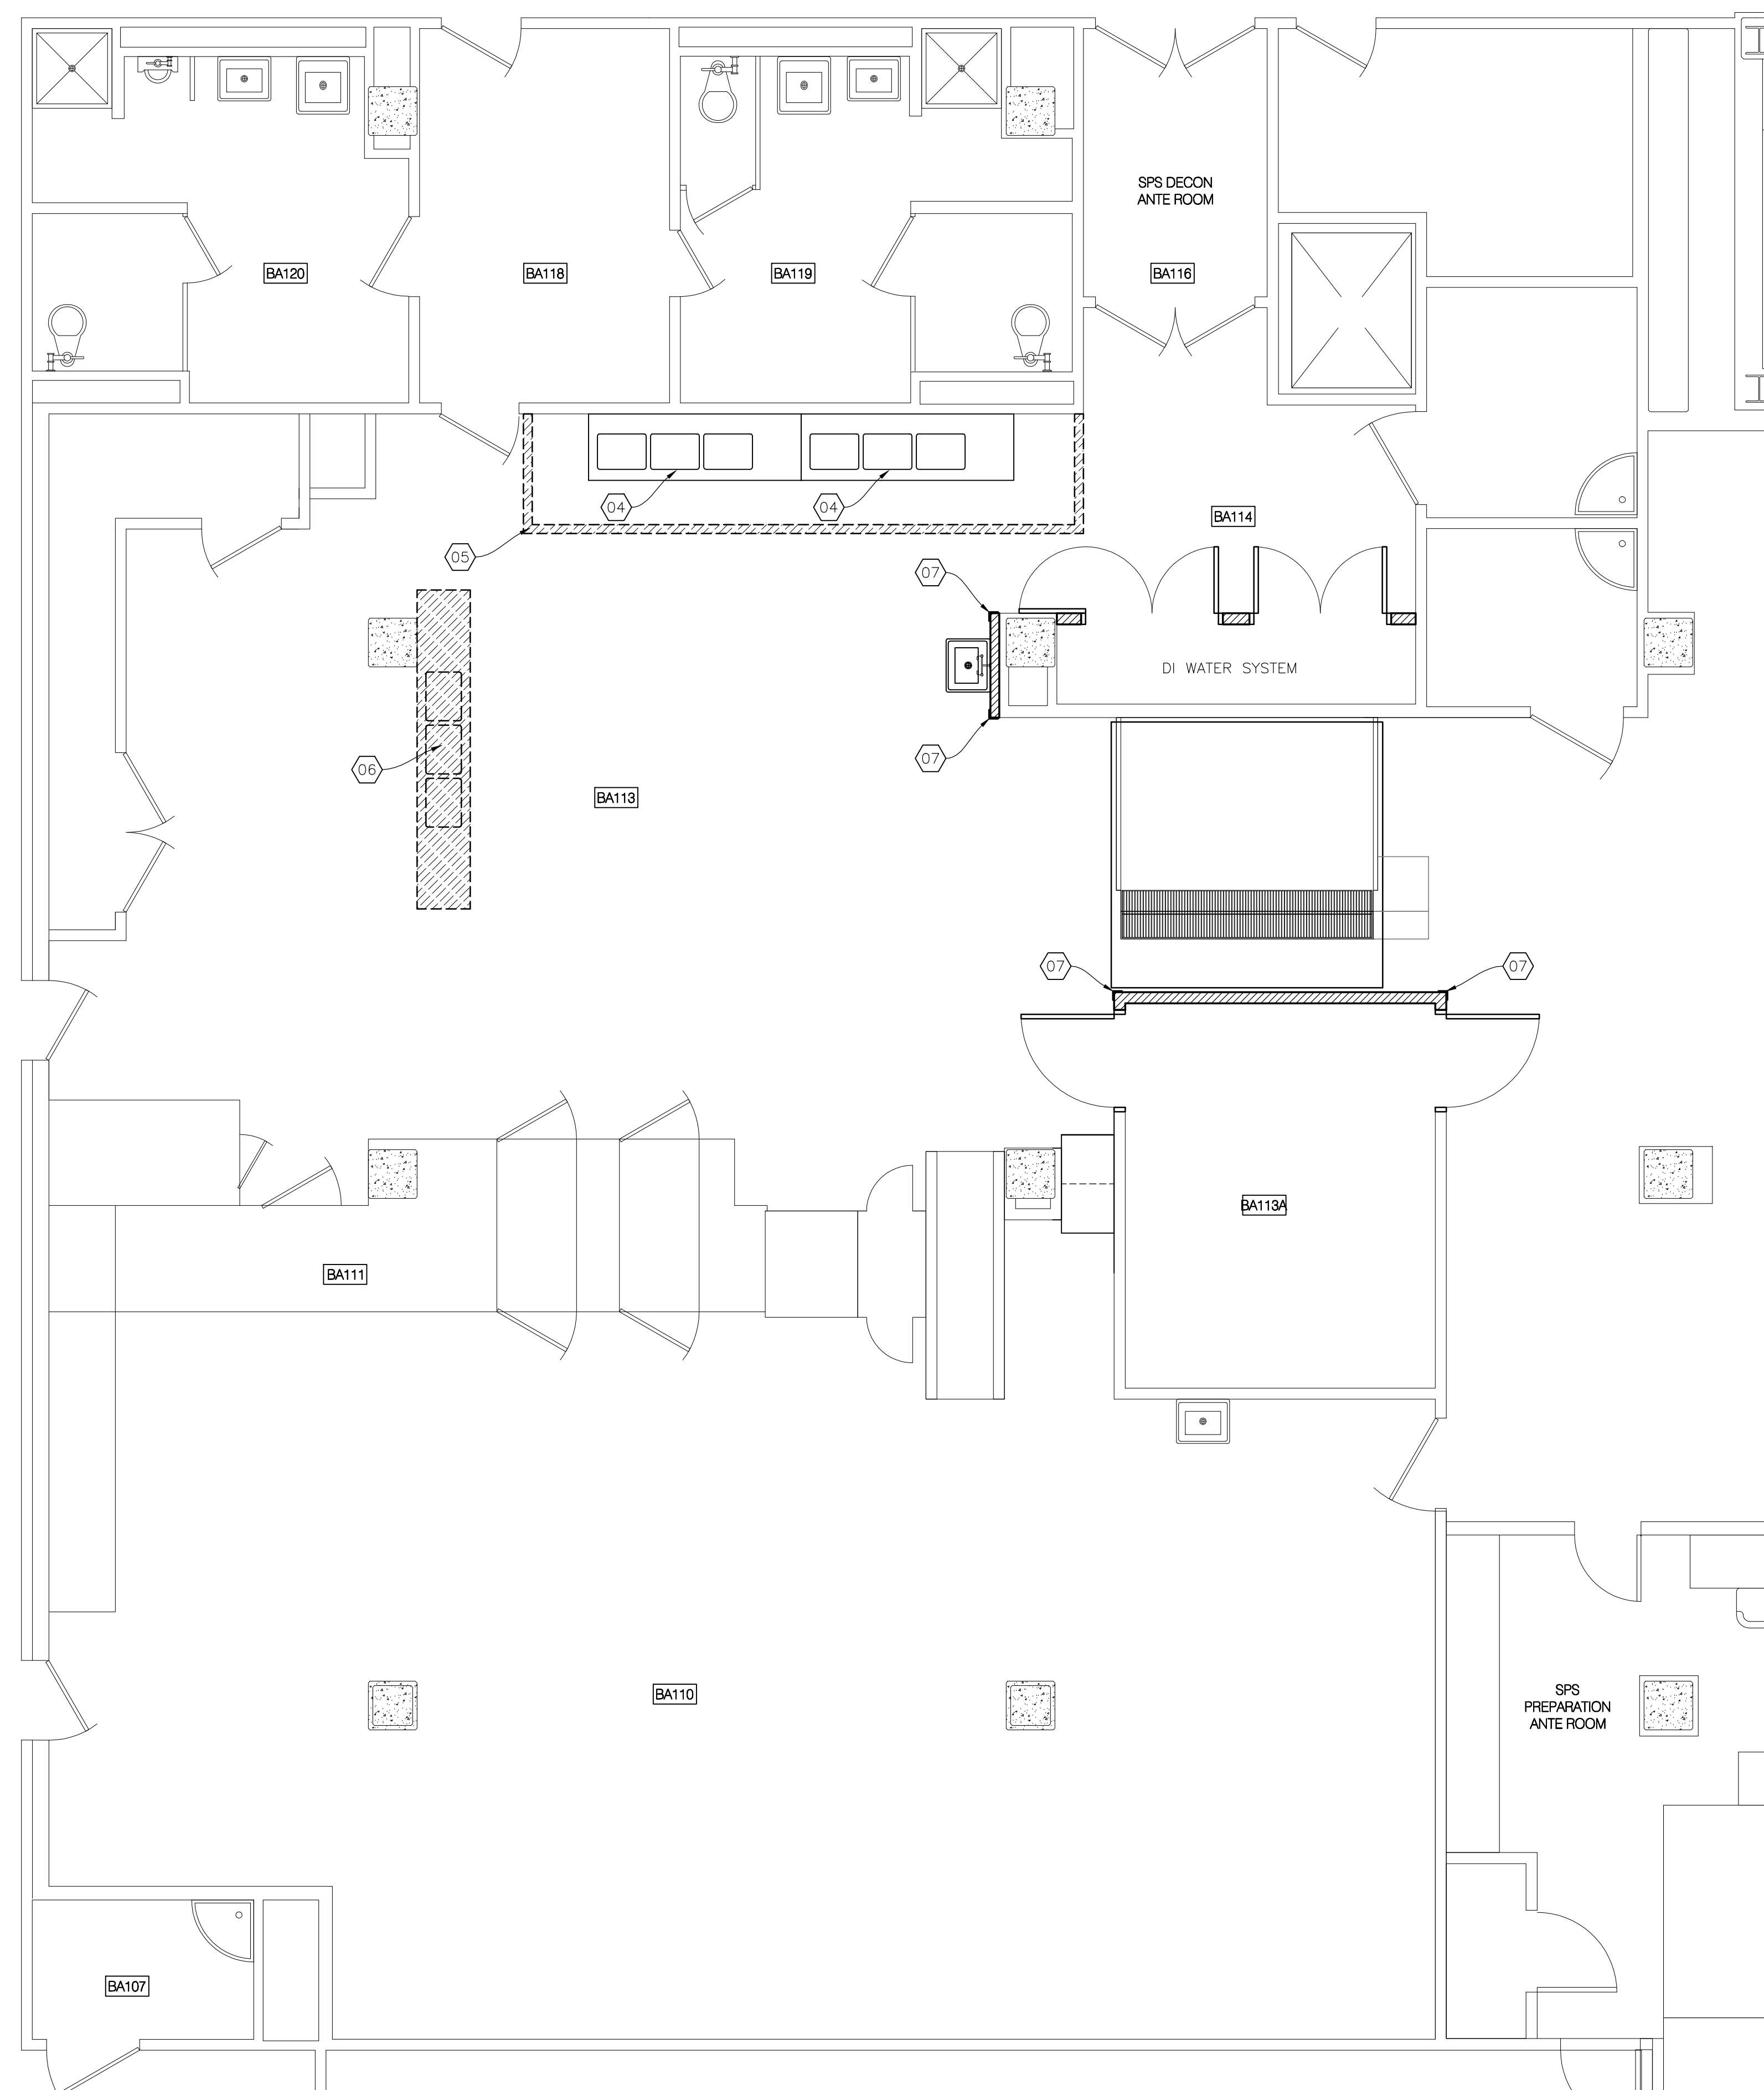 SPS DECON
ANTE ROOM
BA120
BA118
BA119
BA116
04
04
BA114
05
07
DI WATER SYSTEM
07
06
BA113
07
07
BA113A
BA111
BA110
SPS
PREPARATION
ANTE ROOM
BA107